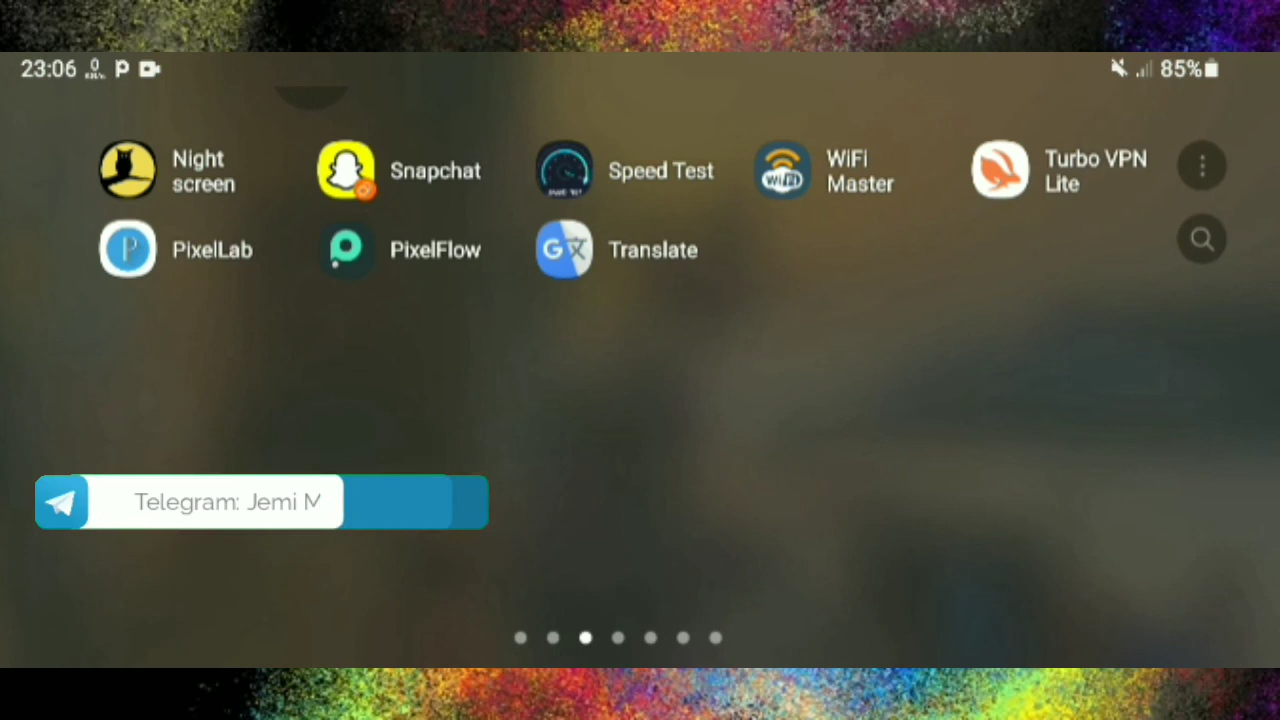 23:06
85%
Night
screen
Snapchat
Speed Test
WiFi
Master
Turbo VPN
Lite
PixelLab
PixelFlow
Translate
Telegram: Jemi M